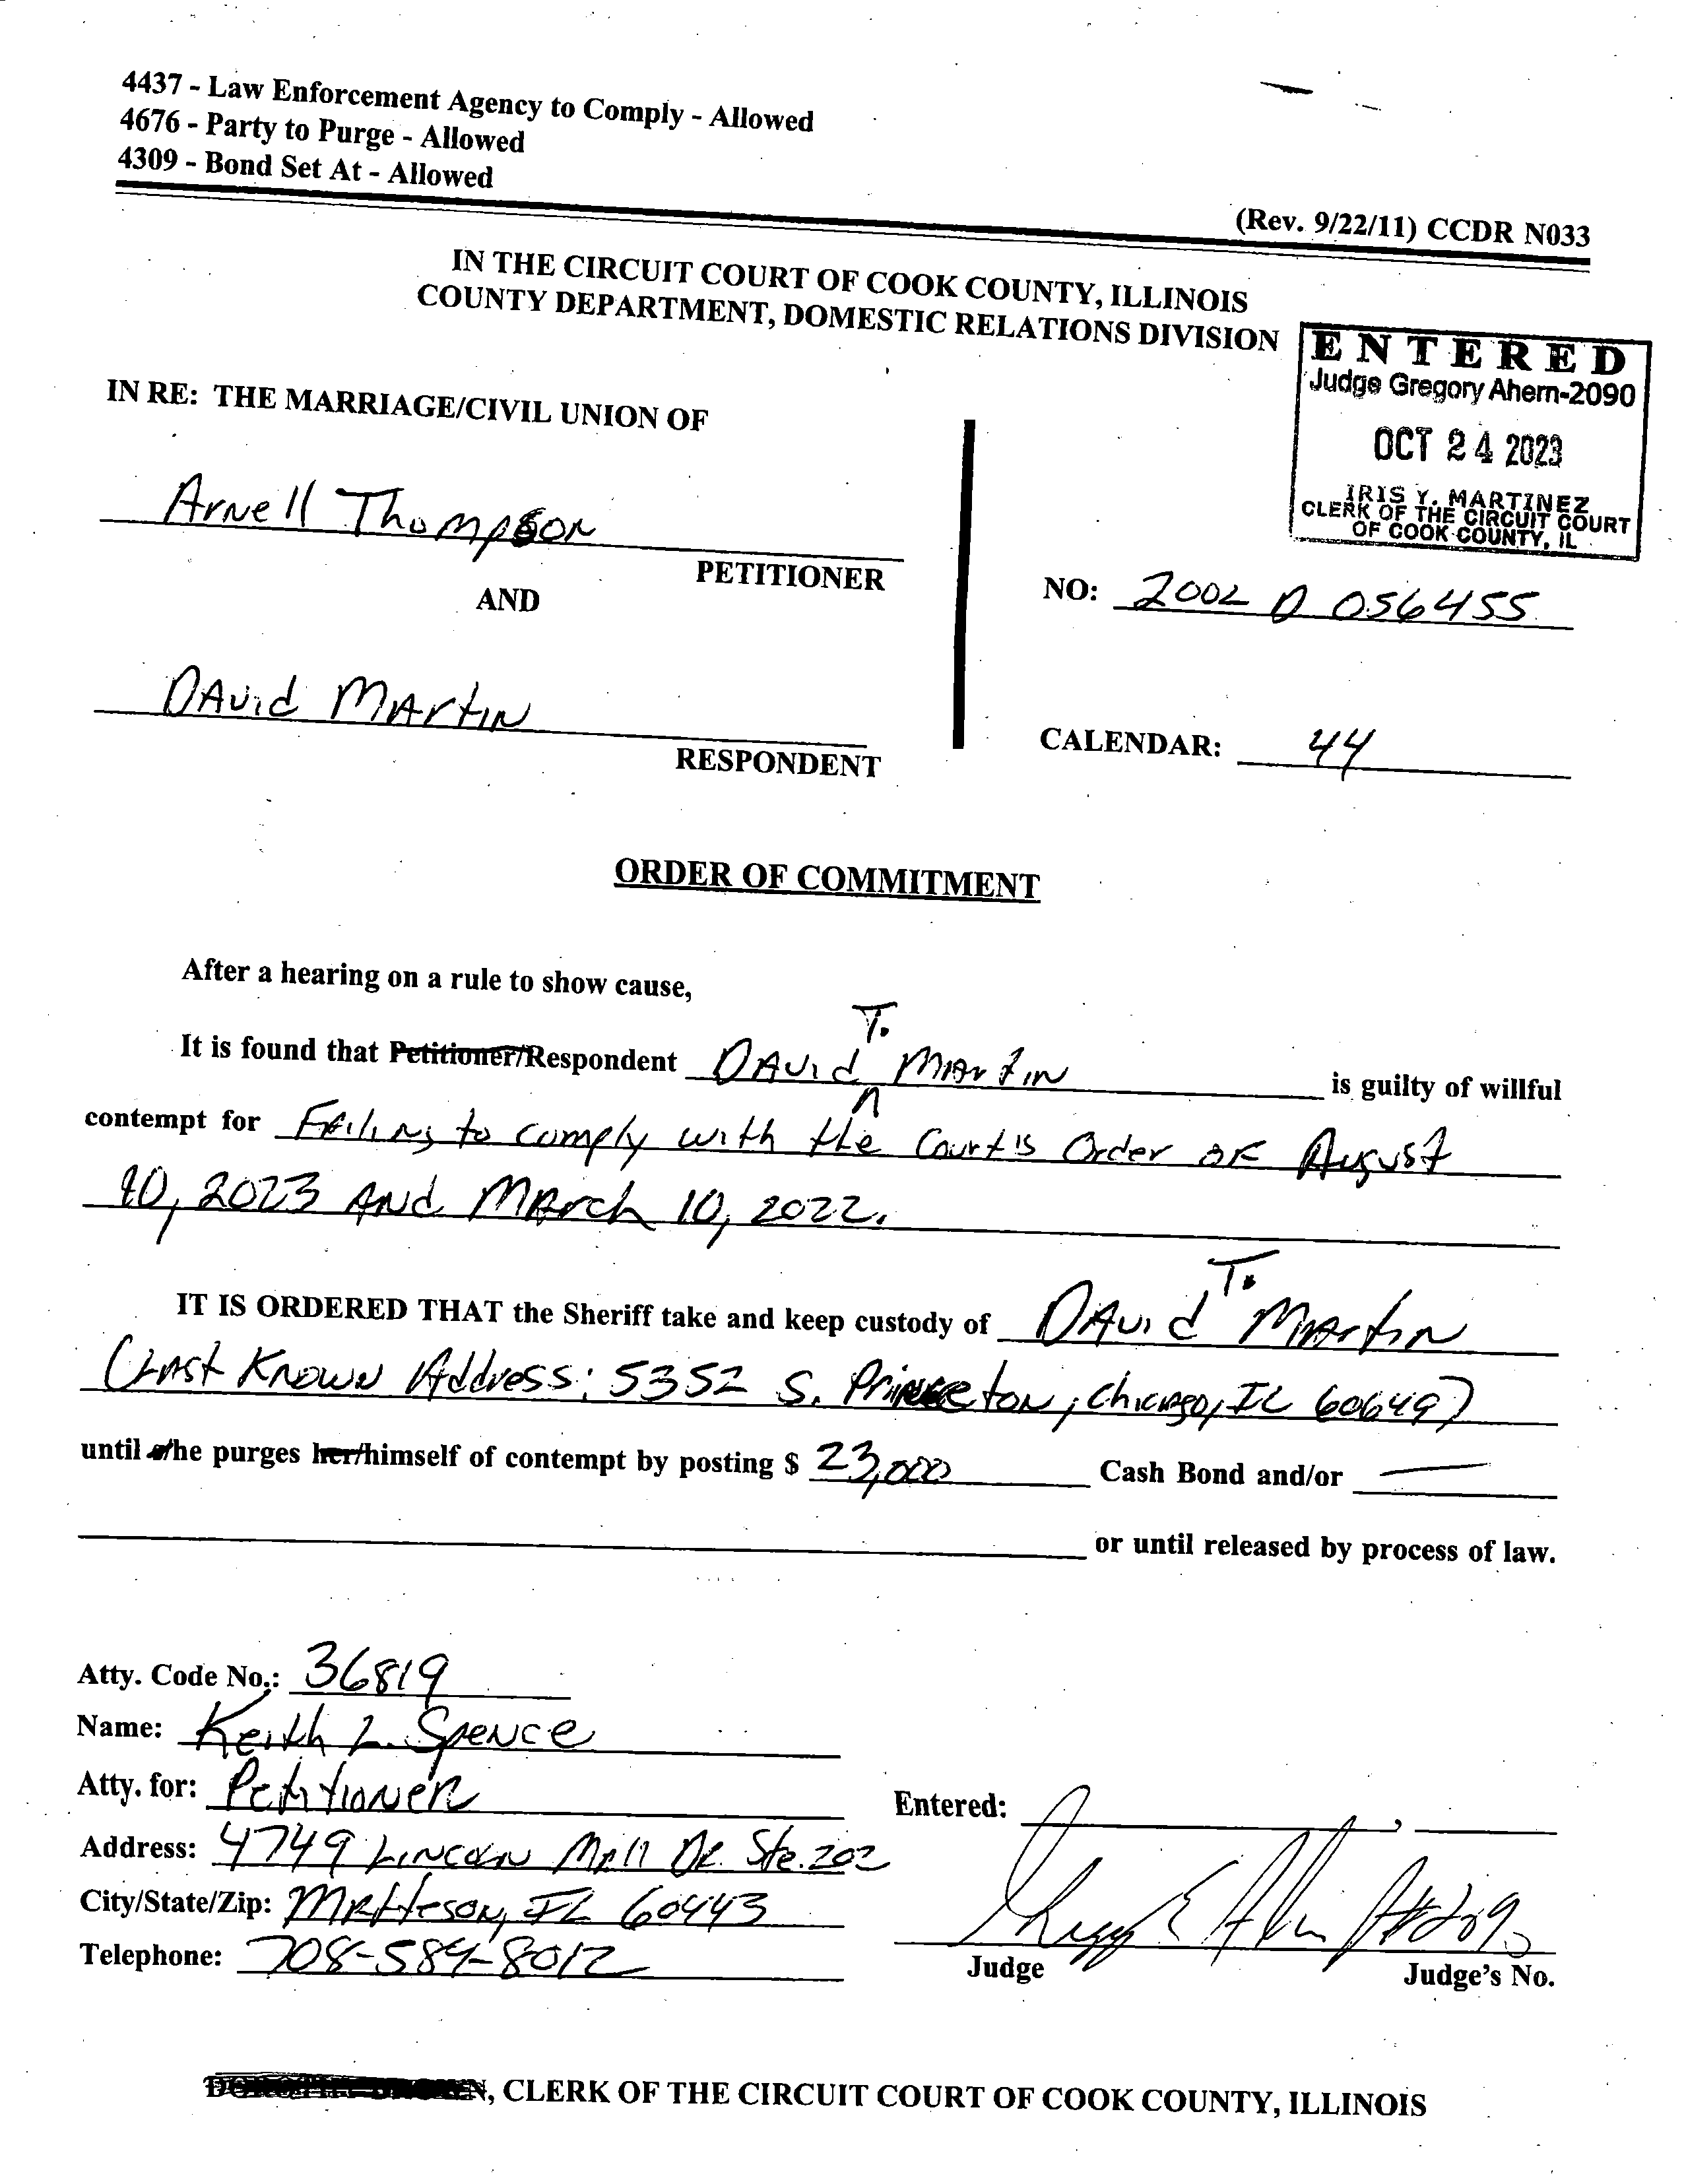 4437 - Law Enforcement Agency to Comply - Allowed
4676 - Party to Purge - Allowed
4309 - Bond Set At - Allowed
(Rev. 9/22/11) CCDR N033
IN THE CIRCUIT COURT OF COOK COUNTY, ILLINOIS
COUNTY DEPARTMENT, DOMESTIC RELATIONS DIVISION
ENTERED
Judge Gregory Ahern-2090
OCT 24 2023
IRIS Y. MARTINEZ
CLERK OF THE CIRCUIT COURT
OF COOK COUNTY, IL
IN RE: THE MARRIAGE/CIVIL UNION OF
Arnell Thompson
PETITIONER
AND
NO: 2002 D 056455
David Martin
RESPONDENT
CALENDAR: 44
ORDER OF COMMITMENT
After a hearing on a rule to show cause,
It is found that Petitioner/Respondent David T. Martin is guilty of willful
contempt for Failing to comply with the Court's Order of August
10, 2023 and March 10, 2022.
IT IS ORDERED THAT the Sheriff take and keep custody of David T. Martin
(Last Known Address: 5352 S. Princeton, Chicago, IL 60649)
until s/he purges her/himself of contempt by posting $ 23,000 Cash Bond and/or —
or until released by process of law.
Atty. Code No.: 36819
Name: Keith L. Spence
Atty. for: Petitioner
Entered: ,
Address: 4749 Lincoln Mall Dr. Ste. 202
City/State/Zip: Matteson, IL 60443
Telephone: 708-584-8012
Judge Judge's No.
CLERK OF THE CIRCUIT COURT OF COOK COUNTY, ILLINOIS